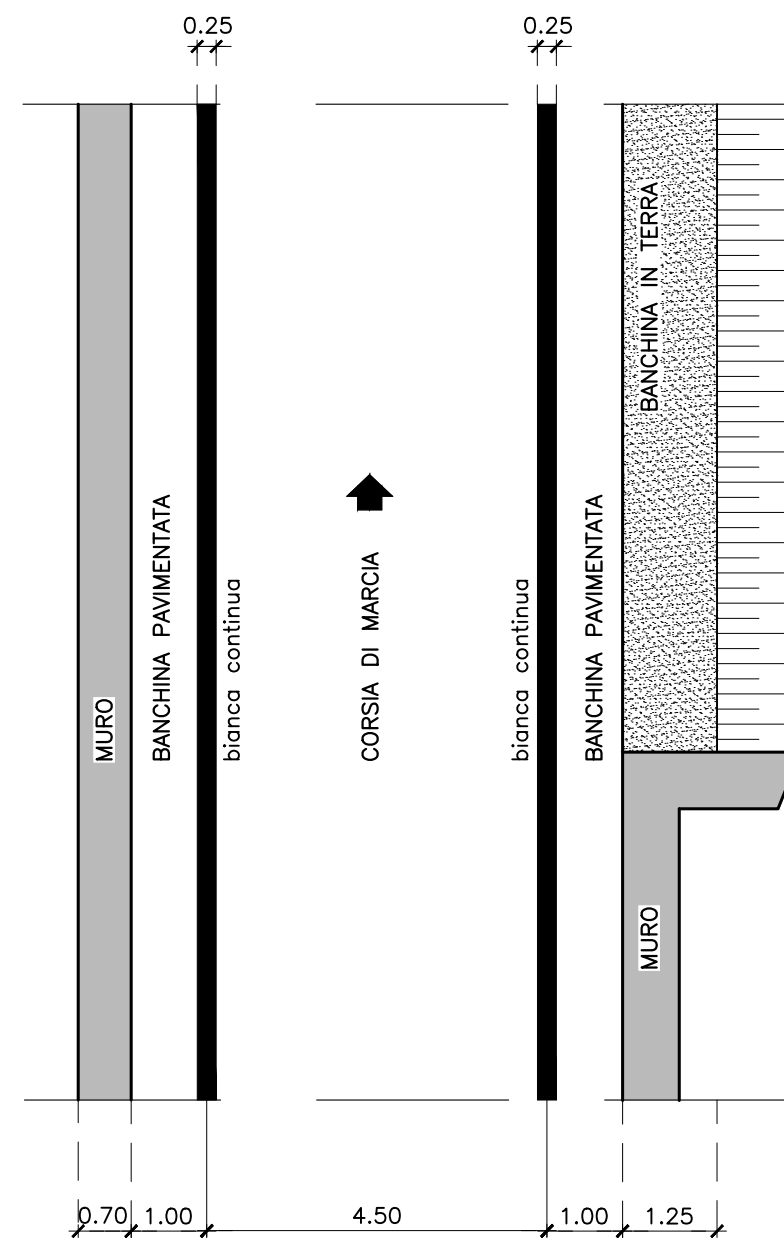 0.25
0.25
MURO
BANCHINA PAVIMENTATA
bianca continua
CORSIA DI MARCIA
bianca continua
BANCHINA PAVIMENTATA
BANCHINA IN TERRA
MURO
0.70
1.00
4.50
1.00
1.25